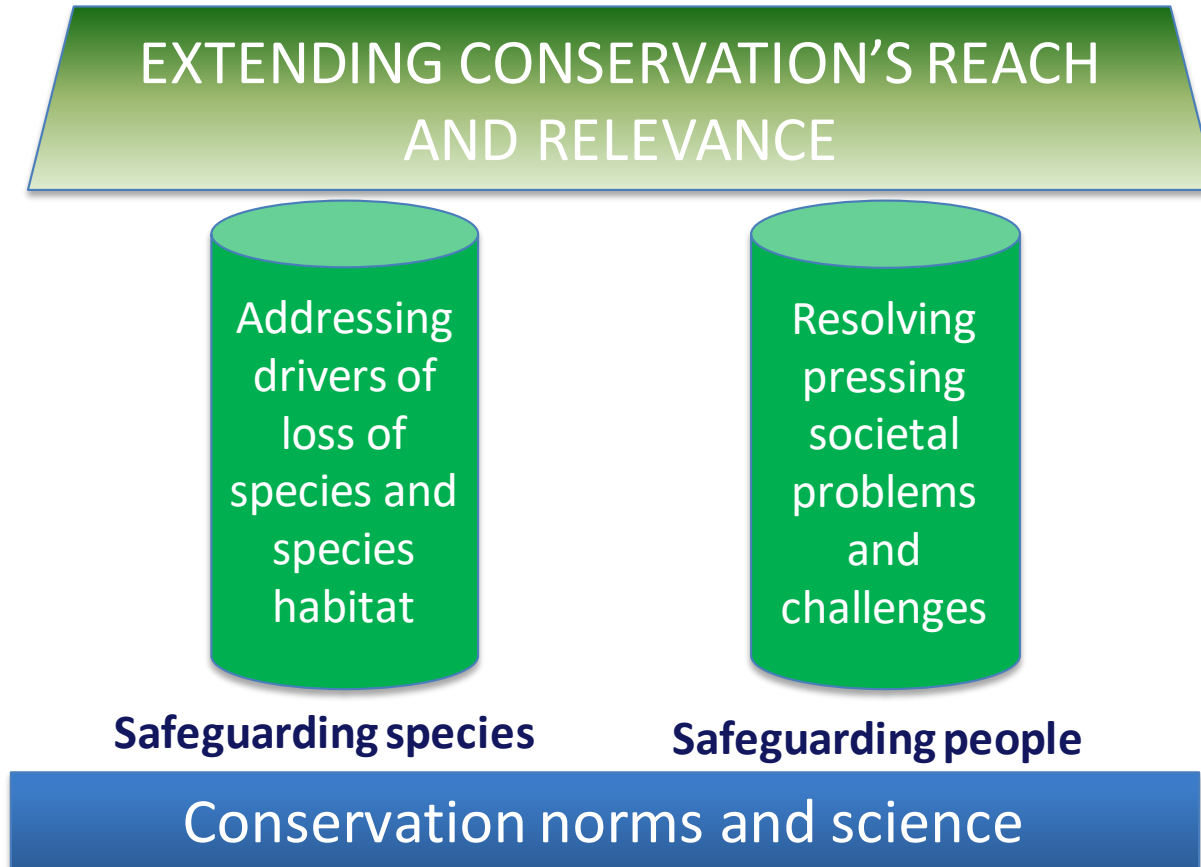 EXTENDING CONSERVATION’S REACH
AND RELEVANCE
Addressing
drivers of
loss of
species and
species
habitat
Safeguarding species
Resolving
pressing
societal
problems
and
challenges
Safeguarding people
Conservation norms and science